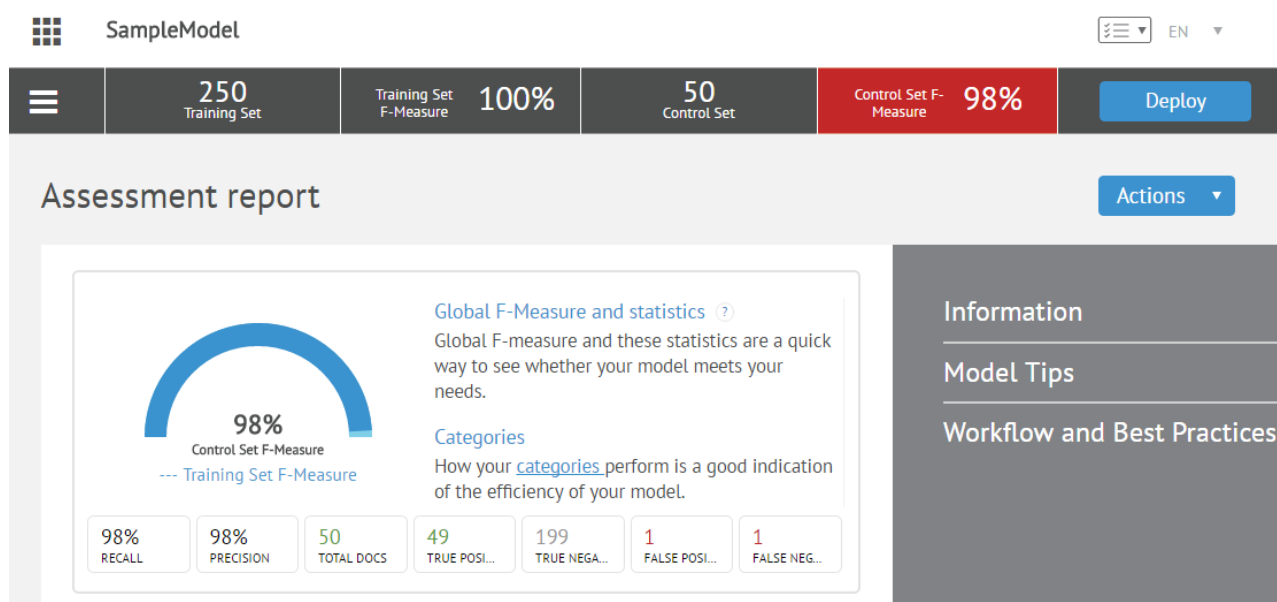 SampleModel
EN
250
Training Set
Training Set
F-Measure
100%
50
Control Set
Control Set F-
Measure
98%
Deploy
Assessment report
Actions
98%
Control Set F-Measure
--- Training Set F-Measure
Global F-Measure and statistics ?
Global F-measure and these statistics are a quick
way to see whether your model meets your
needs.
Categories
How your categories perform is a good indication
of the efficiency of your model.
98%
RECALL
98%
PRECISION
50
TOTAL DOCS
49
TRUE POSI...
199
TRUE NEGA...
1
FALSE POSI...
1
FALSE NEG...
Information
Model Tips
Workflow and Best Practices